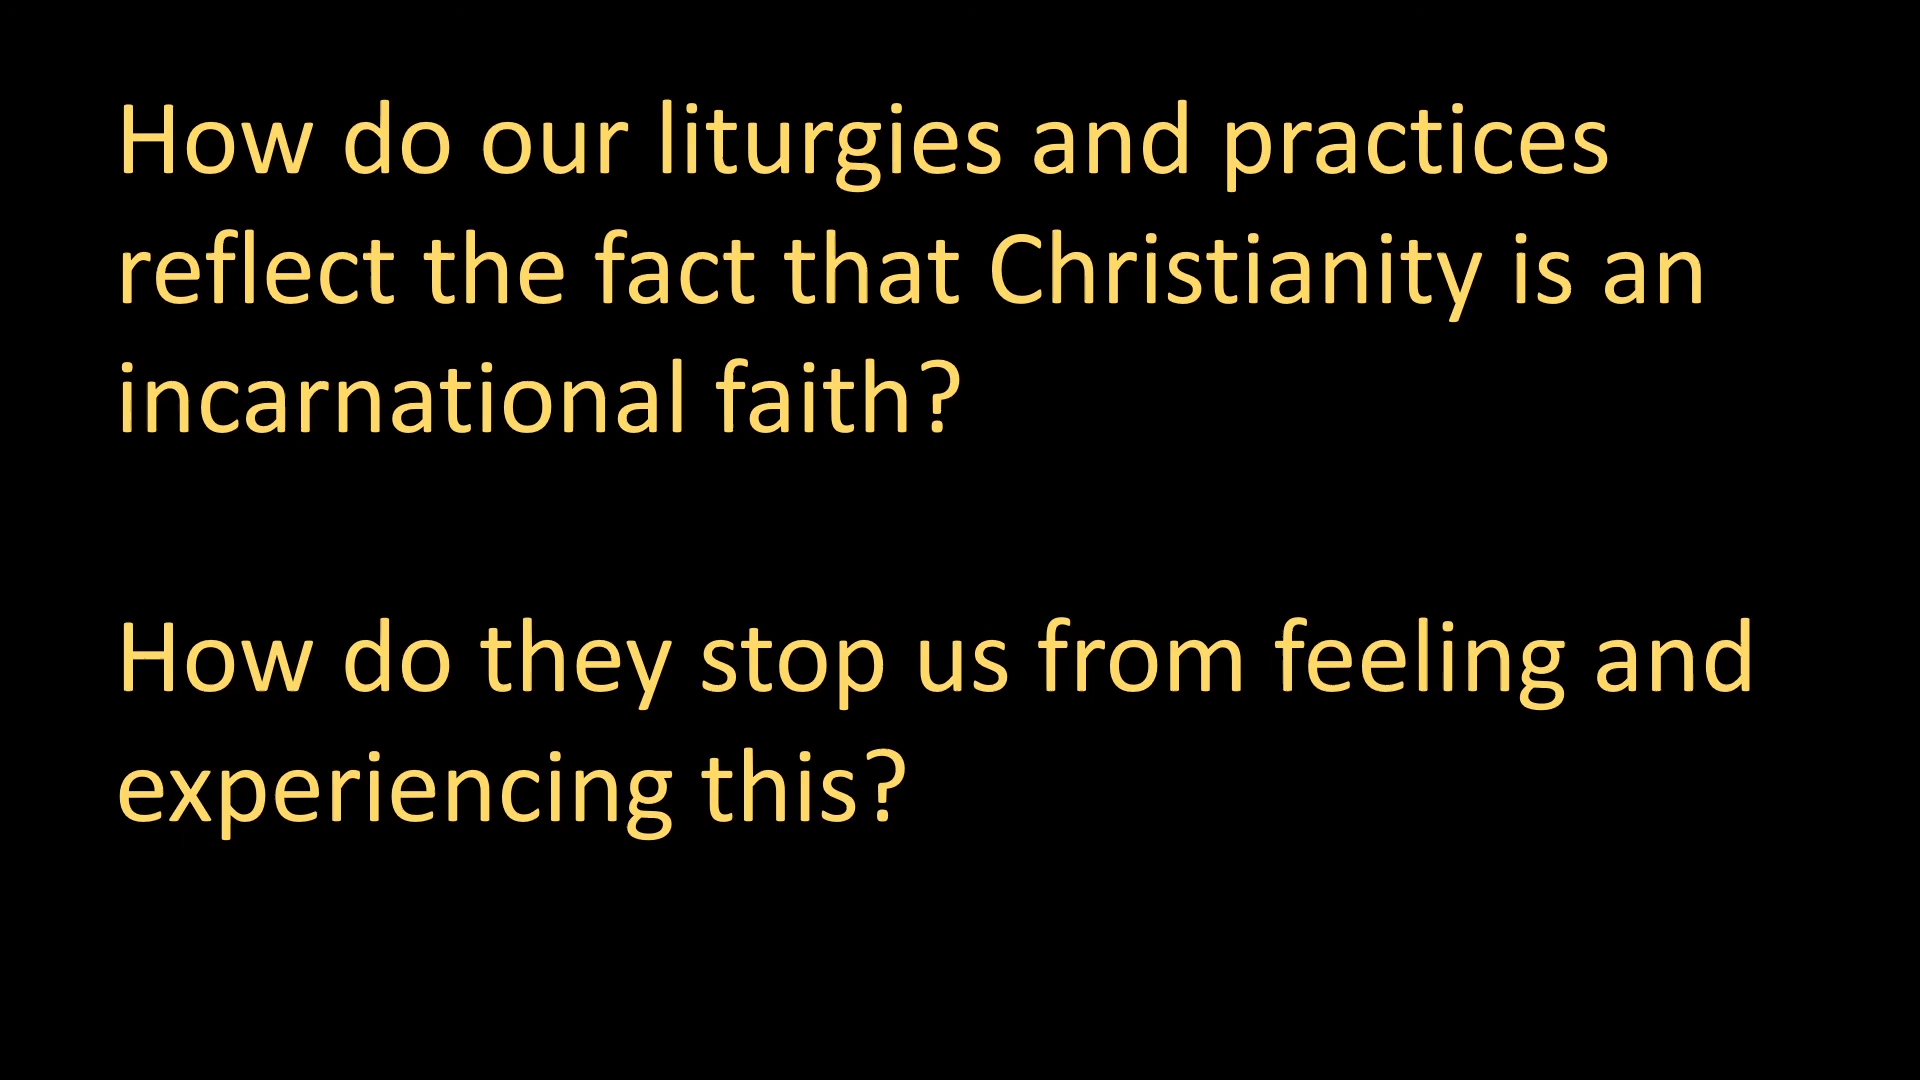 How do our liturgies and practices
reflect the fact that Christianity is an
incarnational faith?
How do they stop us from feeling and
experiencing this?